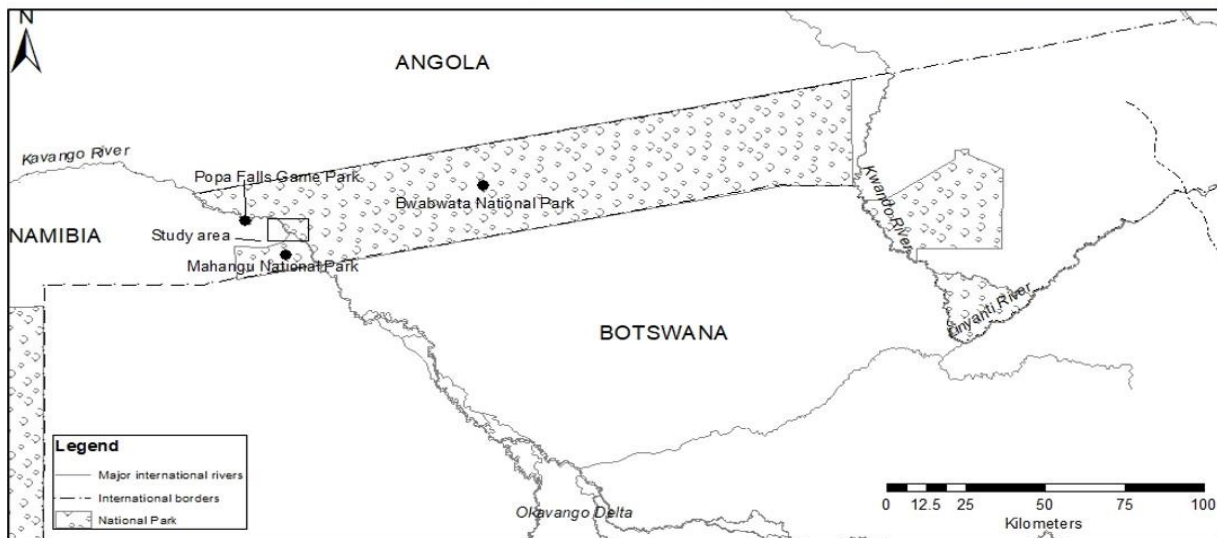 N
ANGOLA
Kavango River
Popa Falls Game Park
Bwabwata National Park
Kwando River
NAMIBIA
Study area
Mahangu National Park
Linyanti River
BOTSWANA
Legend
Major international rivers
International borders
National Park
Okavango Delta
0 12.5 25 50 75 100
Kilometers